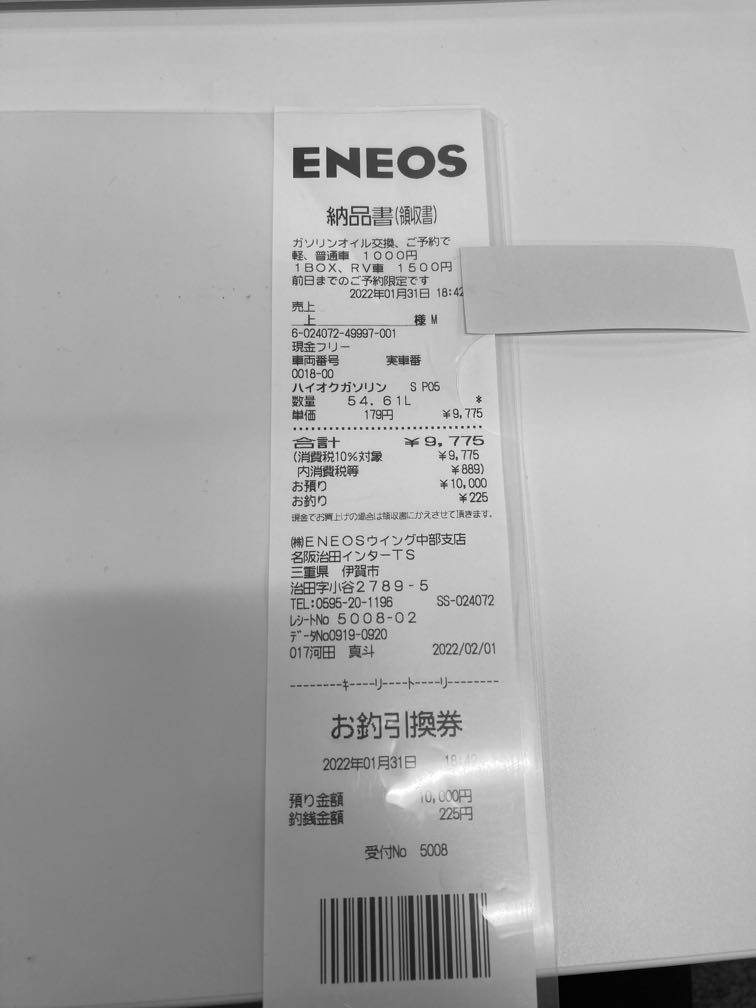 ENEOS
納品書(領収書)
ガソリンオイル交換、ご予約で
軽、普通車 1000円
1BOX、RV車 1500円
前日までのご予約限定です
2022年01月31日 18:42
売上
上 様 M
6-024072-49997-001
現金フリー
車両番号 実車番
0018-00
ハイオクガソリン S P05
数量 54.61L *
単価 179円 ¥9,775
合計 ¥9,775
(消費税10%対象 ¥9,775
内消費税等 ¥889)
お預り ¥10,000
お釣り ¥225
現金でお買上げの場合は領収書にかえさせて頂きます。
㈱ENEOSウイング中部支店
名阪治田インターTS
三重県 伊賀市
治田字小谷2789-5
TEL:0595-20-1196 SS-024072
レシートNo 5008-02
データNo0919-0920
017河田 真斗 2022/02/01
--------キ---リ---ト---リ-------
お釣引換券
2022年01月31日 18:42
預り金額 10,000円
釣銭金額 225円
受付No 5008